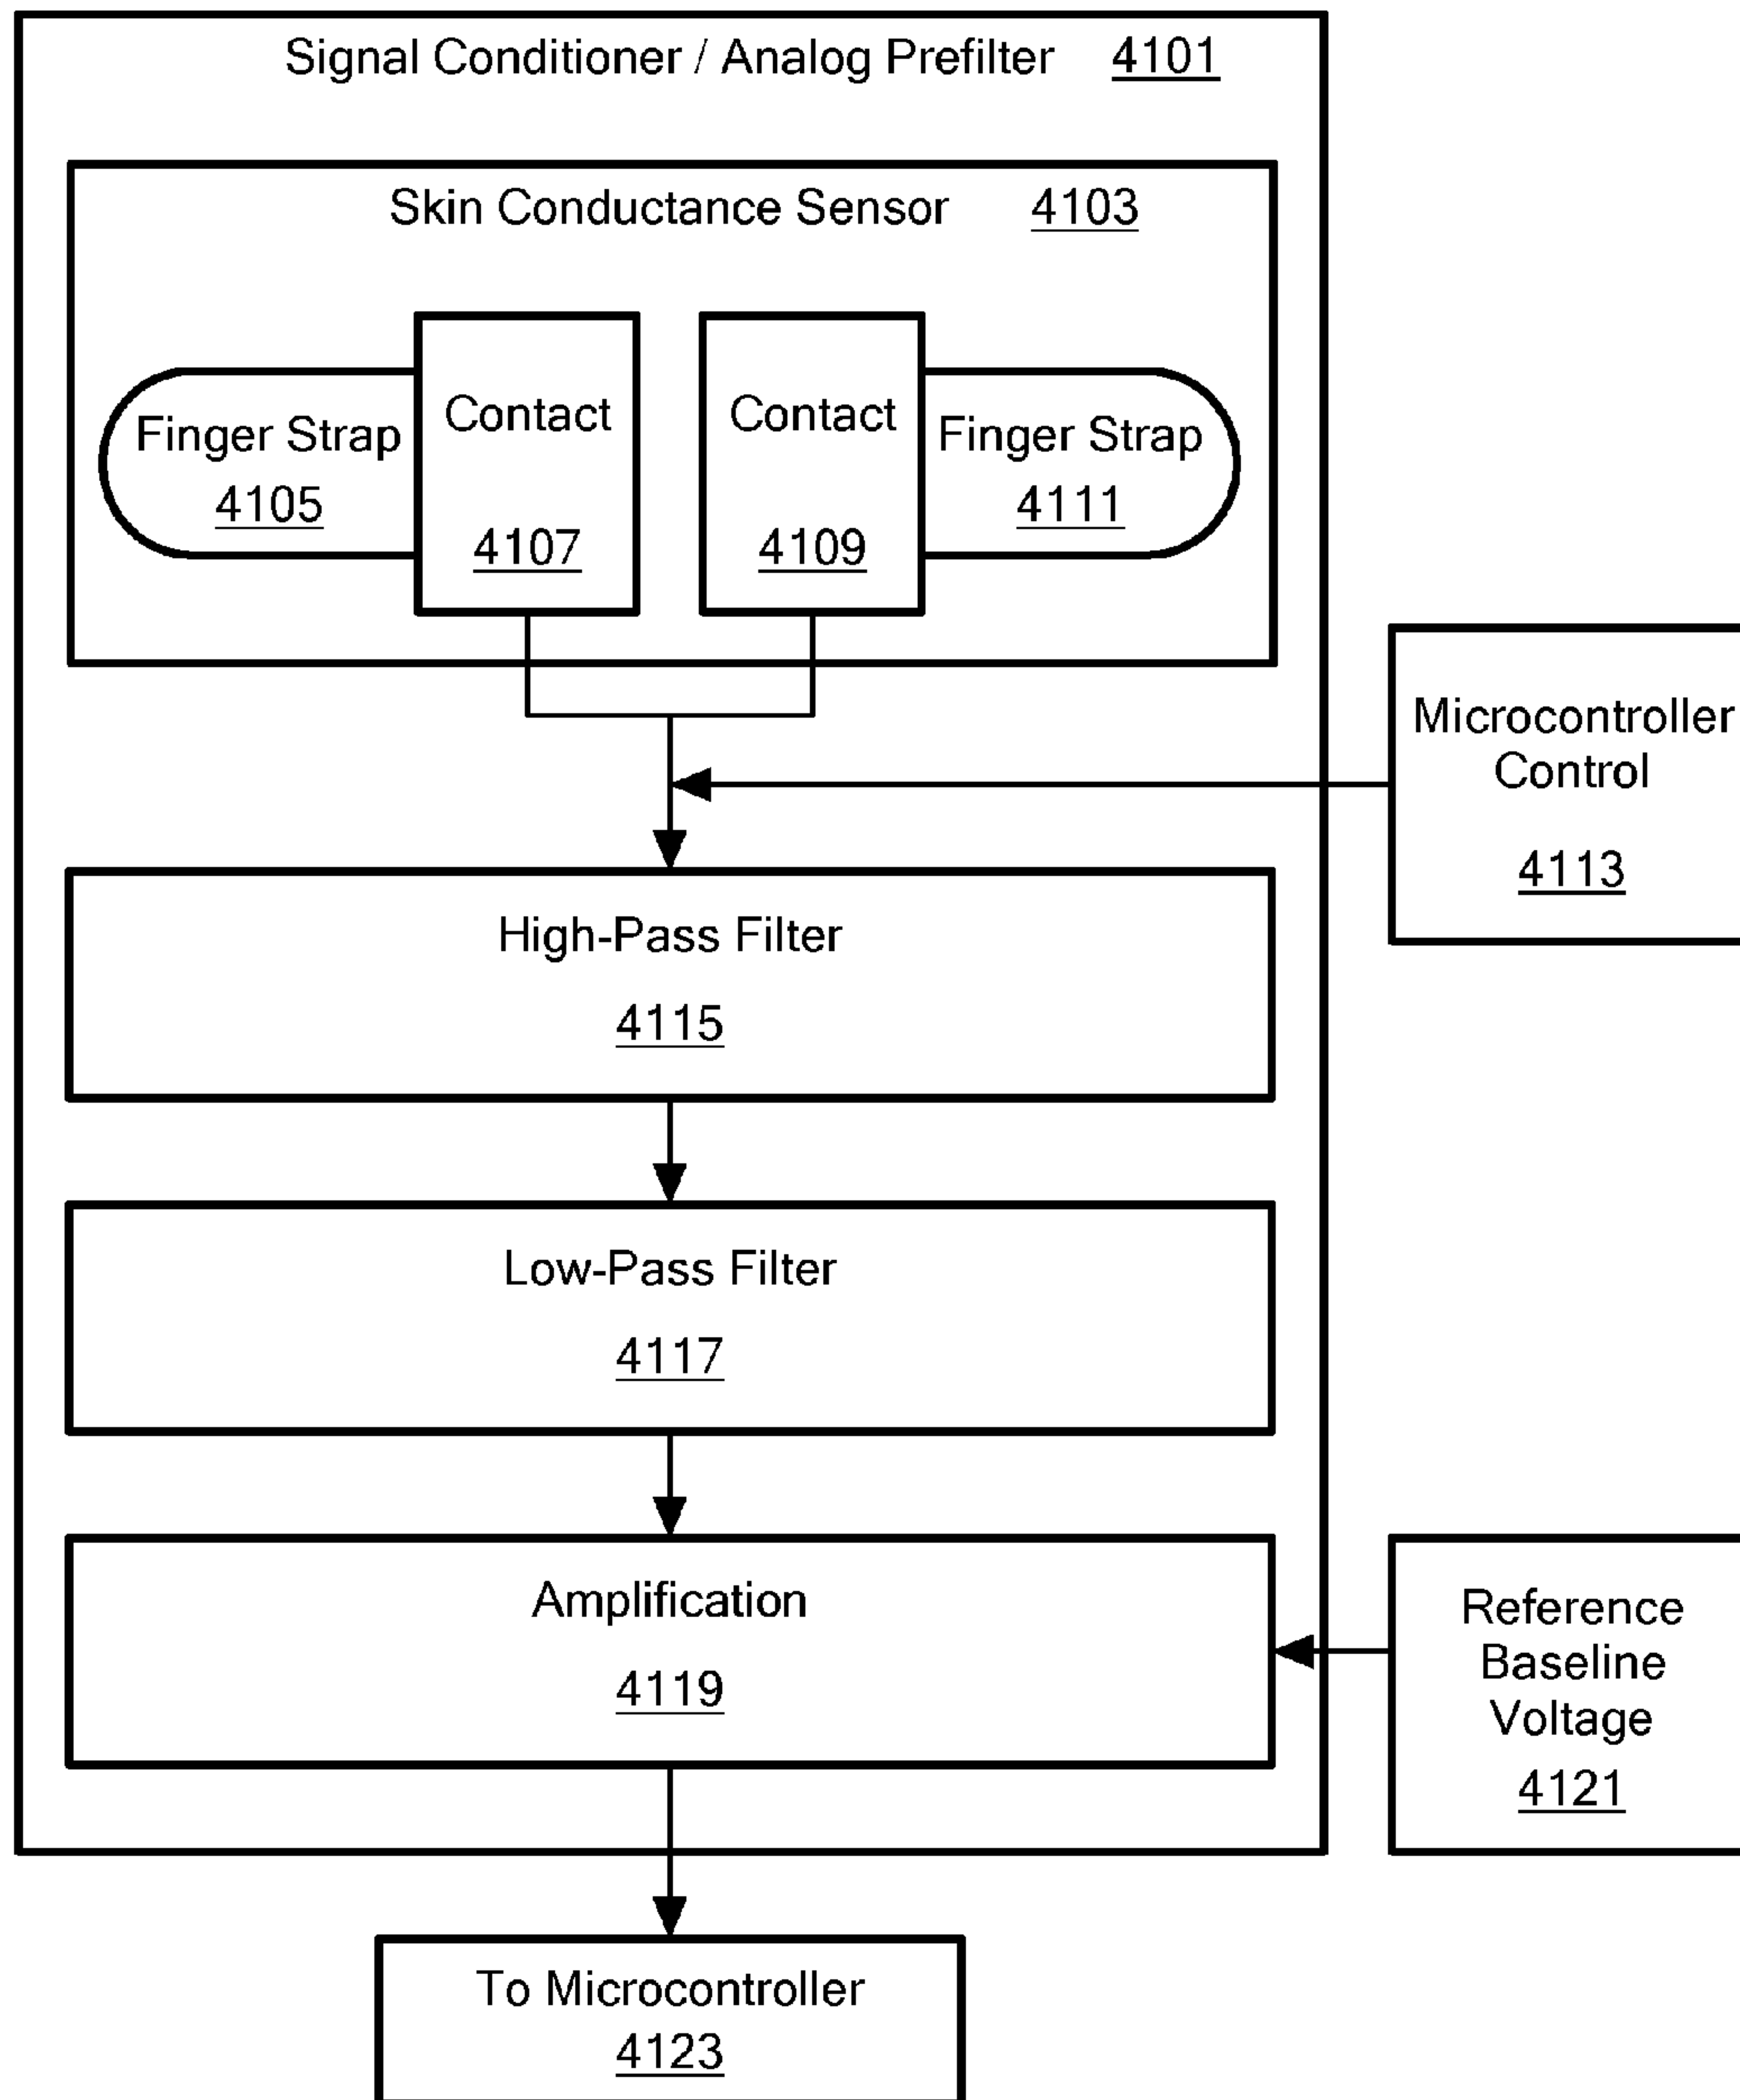 Signal Conditioner / Analog Prefilter 4101
Skin Conductance Sensor 4103
Finger Strap
4105
Contact
4107
Contact
4109
Finger Strap
4111
Microcontroller
Control
4113
High-Pass Filter
4115
Low-Pass Filter
4117
Amplification
4119
Reference
Baseline
Voltage
4121
To Microcontroller
4123